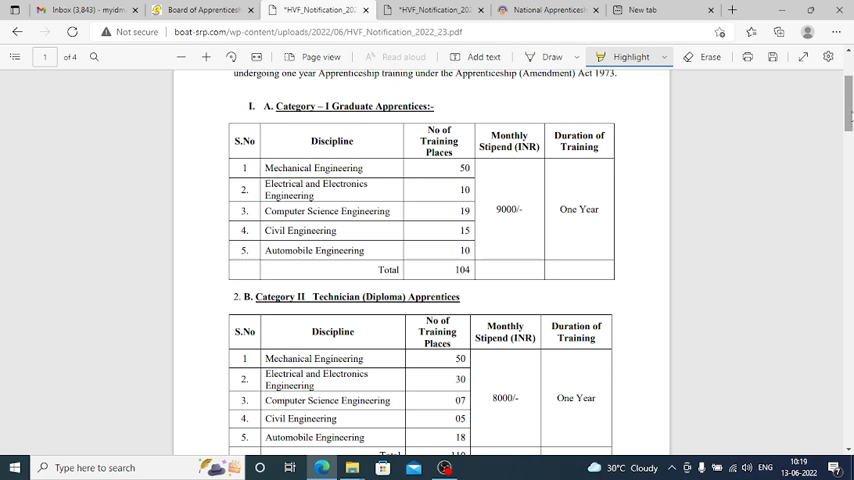 Inbox (3,843) - myidm
Board of Apprentices
*HVF_Notification_202
*HVF_Notification_202
National Apprentices
New tab
Not secure
boat-srp.com/wp-content/uploads/2022/06/HVF_Notification_2022_23.pdf
1 of 4
Page view
Read aloud
Add text
Draw
Highlight
Erase
undergoing one year Apprenticeship training under the Apprenticeship (Amendment) Act 1973.
I. A. Category – I Graduate Apprentices:-
S.No Discipline No of Training Places Monthly Stipend (INR) Duration of Training
1 Mechanical Engineering 50
2. Electrical and Electronics Engineering 10
3. Computer Science Engineering 19 9000/- One Year
4. Civil Engineering 15
5. Automobile Engineering 10
Total 104
2. B. Category II Technician (Diploma) Apprentices
S.No Discipline No of Training Places Monthly Stipend (INR) Duration of Training
1 Mechanical Engineering 50
2. Electrical and Electronics Engineering 30
3. Computer Science Engineering 07 8000/- One Year
4. Civil Engineering 05
5. Automobile Engineering 18
Total 110
Type here to search
30°C Cloudy
ENG
10:19
13-06-2022
7